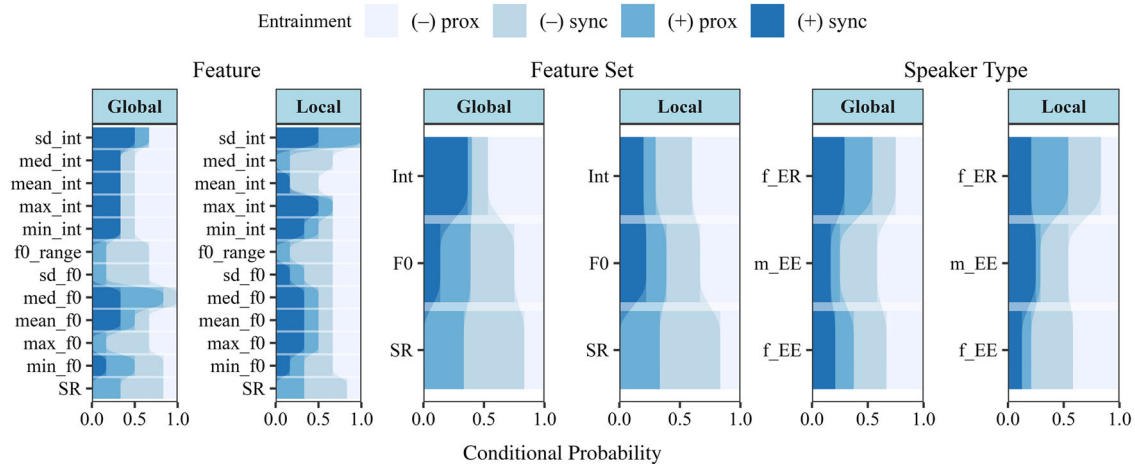 Entrainment (–) prox (–) sync (+) prox (+) sync
Feature Feature Set Speaker Type
Global Local Global Local Global Local
sd_int
med_int
mean_int
max_int
min_int
f0_range
sd_f0
med_f0
mean_f0
max_f0
min_f0
SR
0.0 0.5 1.0
sd_int
med_int
mean_int
max_int
min_int
f0_range
sd_f0
med_f0
mean_f0
max_f0
min_f0
SR
0.0 0.5 1.0
Int
F0
SR
0.0 0.5 1.0
Int
F0
SR
0.0 0.5 1.0
f_ER
m_EE
f_EE
0.0 0.5 1.0
f_ER
m_EE
f_EE
0.0 0.5 1.0
Conditional Probability